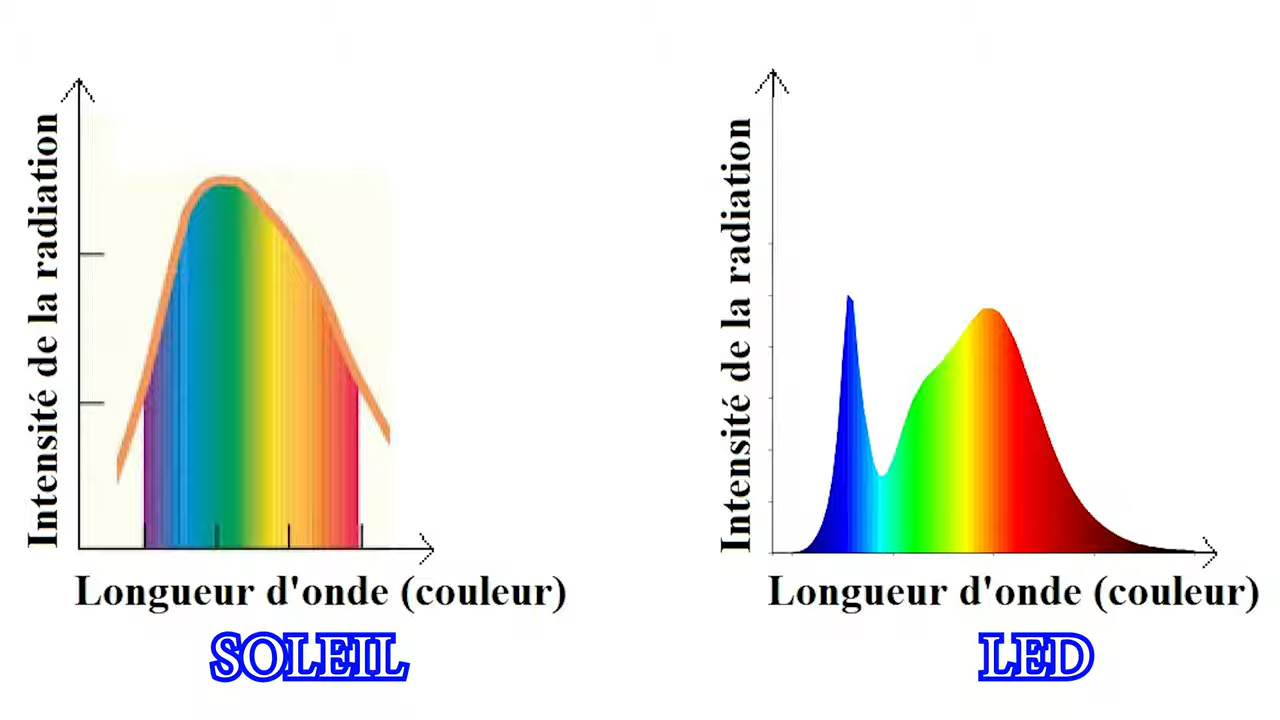 Intensité de la radiation
Longueur d'onde (couleur)
SOLEIL
Intensité de la radiation
Longueur d'onde (couleur)
LED